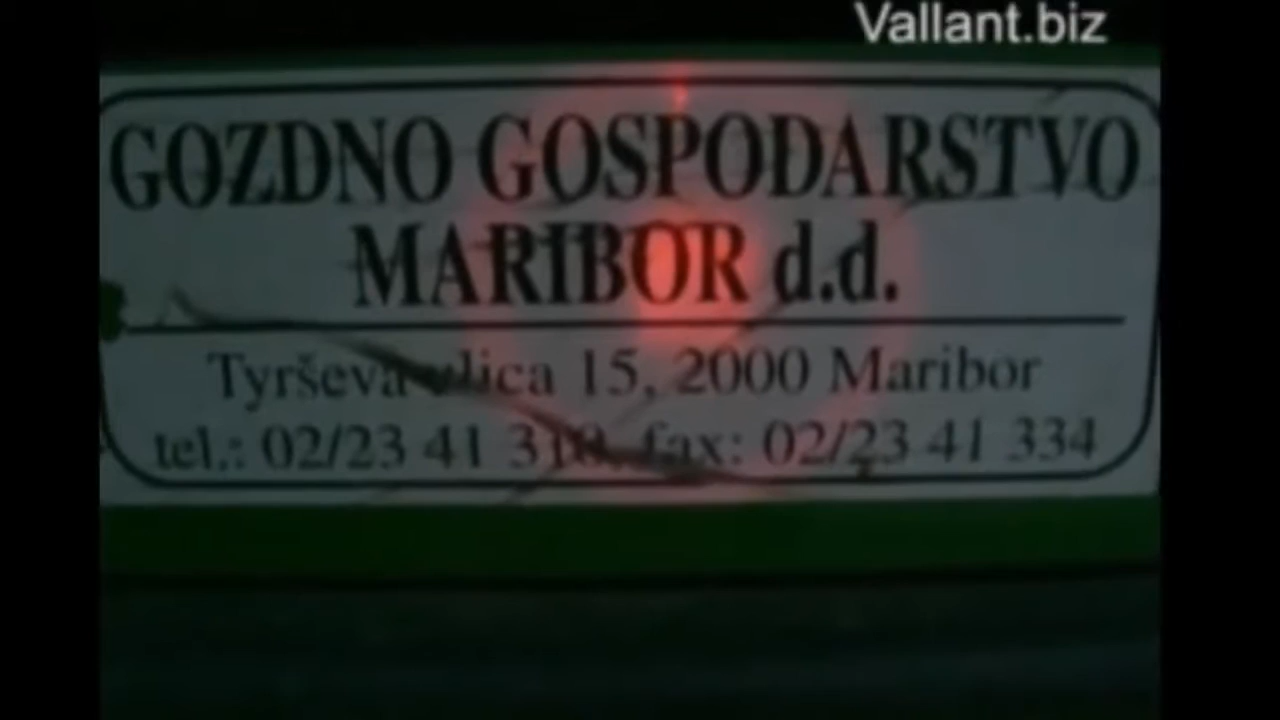 Vallant.biz
GOZDNO GOSPODARSTVO
MARIBOR d.d.
Tyrševa ulica 15, 2000 Maribor
tel.: 02/23 41 310, fax: 02/23 41 334